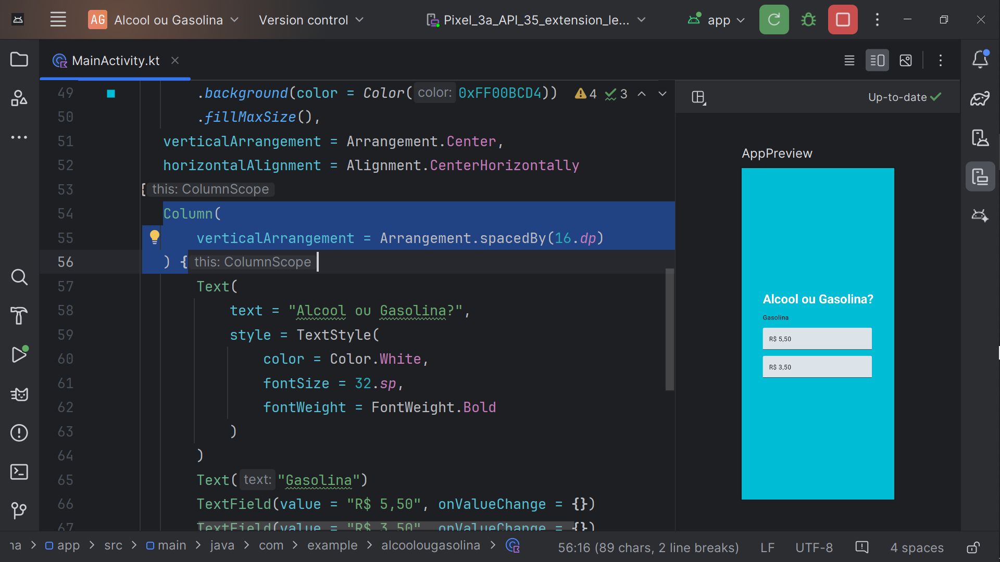 AG Alcool ou Gasolina Version control Pixel_3a_API_35_extension_le... app
MainActivity.kt
49 .background(color = Color( color: 0xFF00BCD4)) 4 3
50 .fillMaxSize(),
51 verticalArrangement = Arrangement.Center,
52 horizontalAlignment = Alignment.CenterHorizontally
53 { this: ColumnScope
54 Column(
55 verticalArrangement = Arrangement.spacedBy(16.dp)
56 ) { this: ColumnScope
57 Text(
58 text = "Alcool ou Gasolina?",
59 style = TextStyle(
60 color = Color.White,
61 fontSize = 32.sp,
62 fontWeight = FontWeight.Bold
63 )
64 )
65 Text( text: "Gasolina")
66 TextField(value = "R$ 5,50", onValueChange = {})
67 TextField(value = "R$ 3,50", onValueChange = {})
Up-to-date
AppPreview
Alcool ou Gasolina?
Gasolina
R$ 5,50
R$ 3,50
na > app > src > main > java > com > example > alcoolougasolina > 56:16 (89 chars, 2 line breaks) LF UTF-8 4 spaces